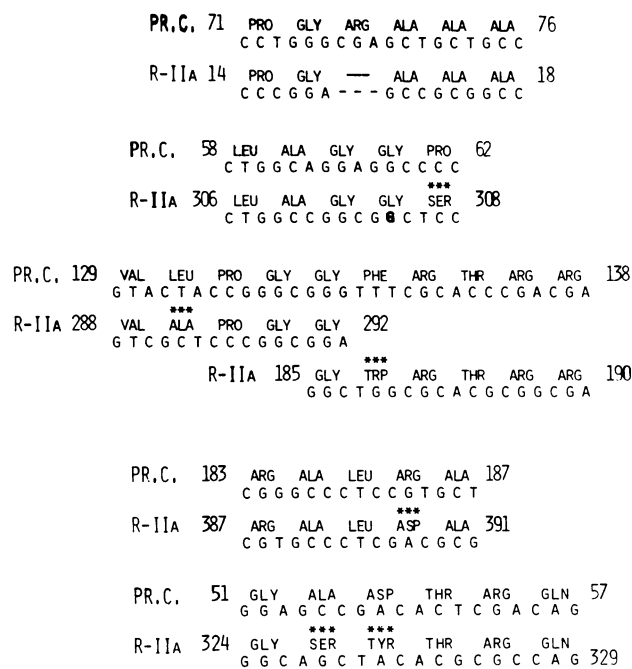 PR.C. 71 PRO GLY ARG ALA ALA ALA 76
C C T G G G C G A G C T G C T G C C
R-IIA 14 PRO GLY — ALA ALA ALA 18
C C C G G A - - - G C C G C G G C C
PR.C. 58 LEU ALA GLY GLY PRO 62
C T G G C A G G A G G C C C C
***
R-IIA 306 LEU ALA GLY GLY SER 308
C T G G C C G G C G G C T C C
PR.C. 129 VAL LEU PRO GLY GLY PHE ARG THR ARG ARG 138
G T A C T A C C G G G C G G G T T T C G C A C C C G A C G A
***
R-IIA 288 VAL ALA PRO GLY GLY 292
G T C G C T C C C G G C G G A
***
R-IIA 185 GLY TRP ARG THR ARG ARG 190
G G C T G G C G C A C G C G G C G A
PR.C. 183 ARG ALA LEU ARG ALA 187
C G G G C C C T C C G T G C T
***
R-IIA 387 ARG ALA LEU ASP ALA 391
C G T G C C C T C G A C G C G
PR.C. 51 GLY ALA ASP THR ARG GLN 57
G G A G C C G A C A C T C G A C A G
*** ***
R-IIA 324 GLY SER TYR THR ARG GLN
G G C A G C T A C A C G C G C C A G 329